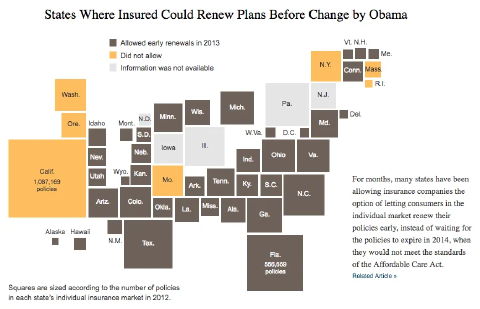 States Where Insured Could Renew Plans Before Change by Obama
Allowed early renewals in 2013
Did not allow
Information was not available
Vt. N.H.
Me.
N.Y.
Conn.
Mass.
R.I.
Wash.
Ore.
Idaho
Mont.
N.D.
S.D.
Minn.
Wis.
Mich.
Pa.
N.J.
Md.
Del.
W.Va.
D.C.
Calif.
1,087,169
policies
Nev.
Utah
Wyo.
Neb.
Kan.
Iowa
Ill.
Mo.
Ind.
Ohio
Va.
Ariz.
Colo.
Okla.
Ark.
Tenn.
Ky.
S.C.
N.C.
La.
Miss.
Ala.
Ga.
Alaska
Hawaii
N.M.
Tex.
Fla.
policies
For months, many states have been
allowing insurance companies the
option of letting consumers in the
individual market renew their
policies early, instead of waiting for
the policies to expire in 2014, when
they would not meet the standards
of the Affordable Care Act.
Related Article »
Squares are sized according to the number of policies
in each state's individual insurance market in 2012.